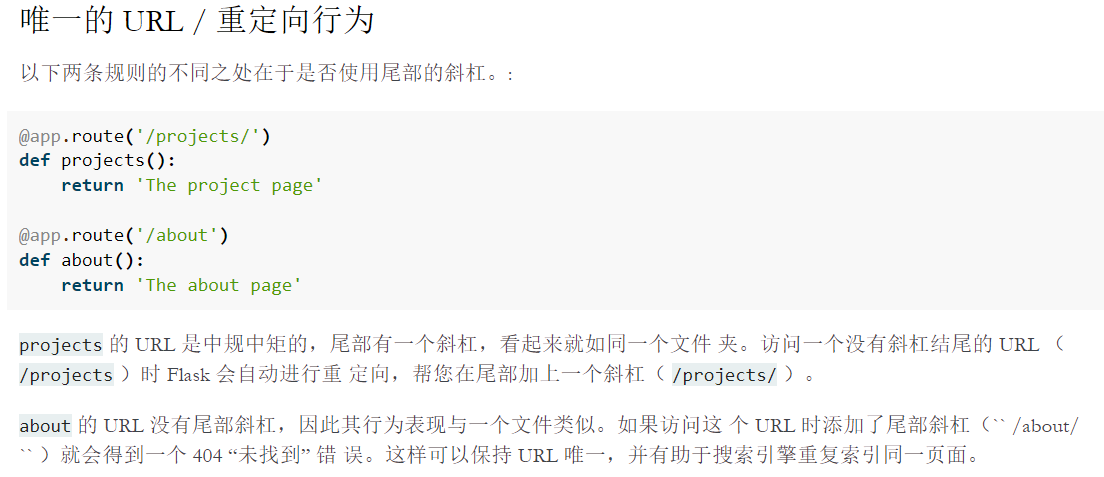 唯一的 URL / 重定向行为
以下两条规则的不同之处在于是否使用尾部的斜杠。:
@app.route('/projects/')
def projects():
    return 'The project page'
@app.route('/about')
def about():
    return 'The about page'
projects 的 URL 是中规中矩的，尾部有一个斜杠，看起来就如同一个文件 夹。访问一个没有斜杠结尾的 URL （
/projects ）时 Flask 会自动进行重 定向，帮您在尾部加上一个斜杠（ /projects/ ）。
about 的 URL 没有尾部斜杠，因此其行为表现与一个文件类似。如果访问这 个 URL 时添加了尾部斜杠（`` /about/
`` ）就会得到一个 404 “未找到” 错 误。这样可以保持 URL 唯一，并有助于搜索引擎重复索引同一页面。